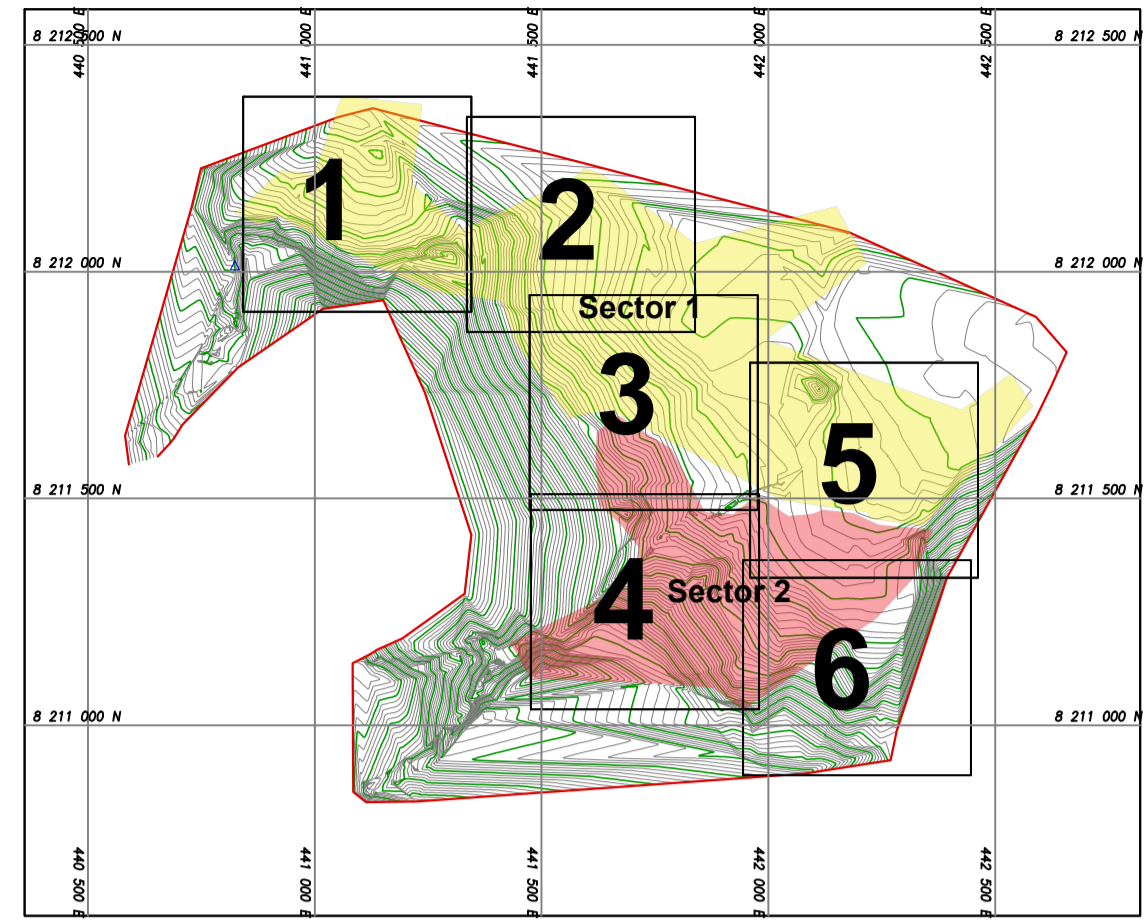 440 500 E
441 000 E
441 500 E
442 000 E
442 500 E
8 212 500 N
8 212 500 N
1
2
8 212 000 N
8 212 000 N
Sector 1
3
5
8 211 500 N
8 211 500 N
4
Sector 2
6
8 211 000 N
8 211 000 N
440 500 E
441 000 E
441 500 E
442 000 E
442 500 E